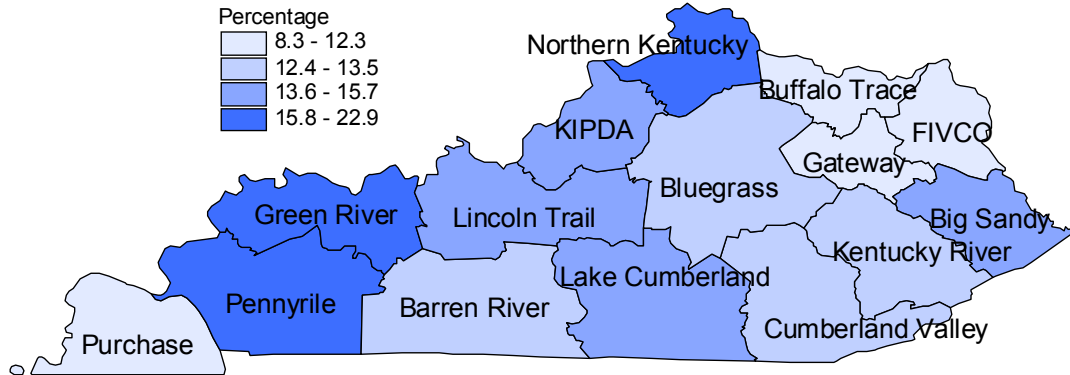 Percentage
8.3 - 12.3
12.4 - 13.5
13.6 - 15.7
15.8 - 22.9
Northern Kentucky
Buffalo Trace
KIPDA
FIVCO
Gateway
Bluegrass
Green River
Lincoln Trail
Big Sandy
Kentucky River
Lake Cumberland
Pennyrile
Barren River
Cumberland Valley
Purchase